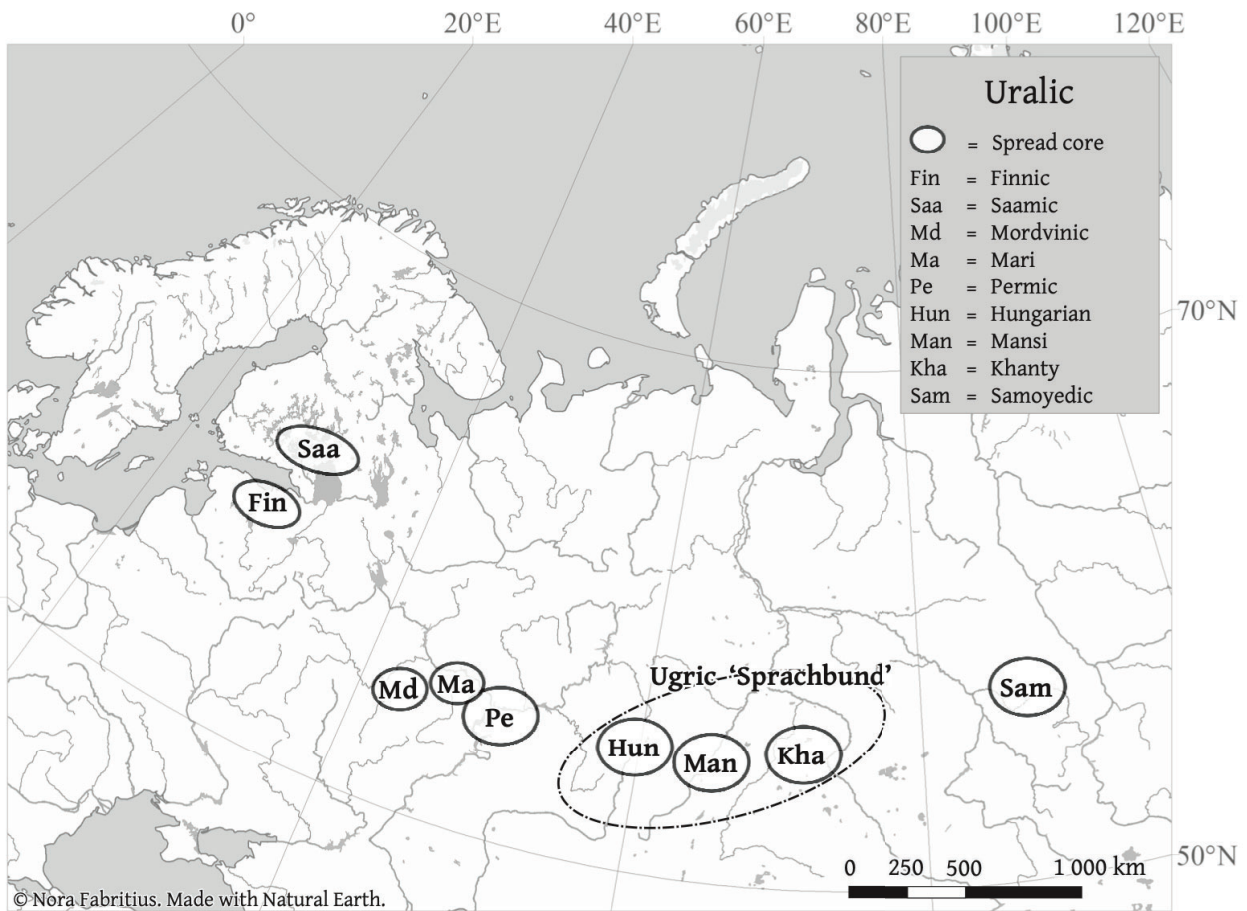 0° 20°E 40°E 60°E 80°E 100°E 120°E
Uralic
= Spread core
Fin = Finnic
Saa = Saamic
Md = Mordvinic
Ma = Mari
Pe = Permic
Hun = Hungarian
Man = Mansi
Kha = Khanty
Sam = Samoyedic
70°N
Saa
Fin
Ugric ‘Sprachbund’
Md Ma Pe
Sam
Hun Man Kha
50°N
0 250 500 1 000 km
© Nora Fabritius. Made with Natural Earth.